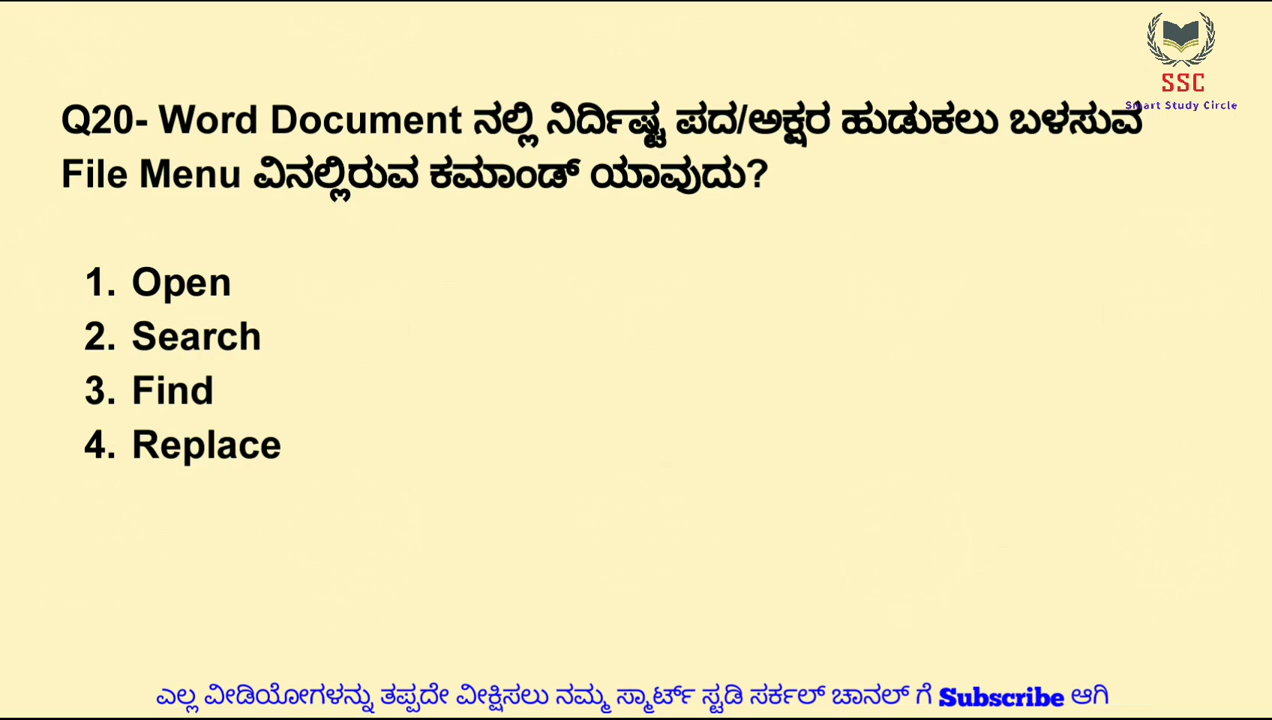 SSC
Smart Study Circle
Q20- Word Document ನಲ್ಲಿ ನಿರ್ದಿಷ್ಟ ಪದ/ಅಕ್ಷರ ಹುಡುಕಲು ಬಳಸುವ
File Menu ವಿನಲ್ಲಿರುವ ಕಮಾಂಡ್ ಯಾವುದು?
1. Open
2. Search
3. Find
4. Replace
ಎಲ್ಲ ವೀಡಿಯೋಗಳನ್ನು ತಪ್ಪದೇ ವೀಕ್ಷಿಸಲು ನಮ್ಮ ಸ್ಮಾರ್ಟ್ ಸ್ಟಡಿ ಸರ್ಕಲ್ ಚಾನಲ್ ಗೆ Subscribe ಆಗಿ